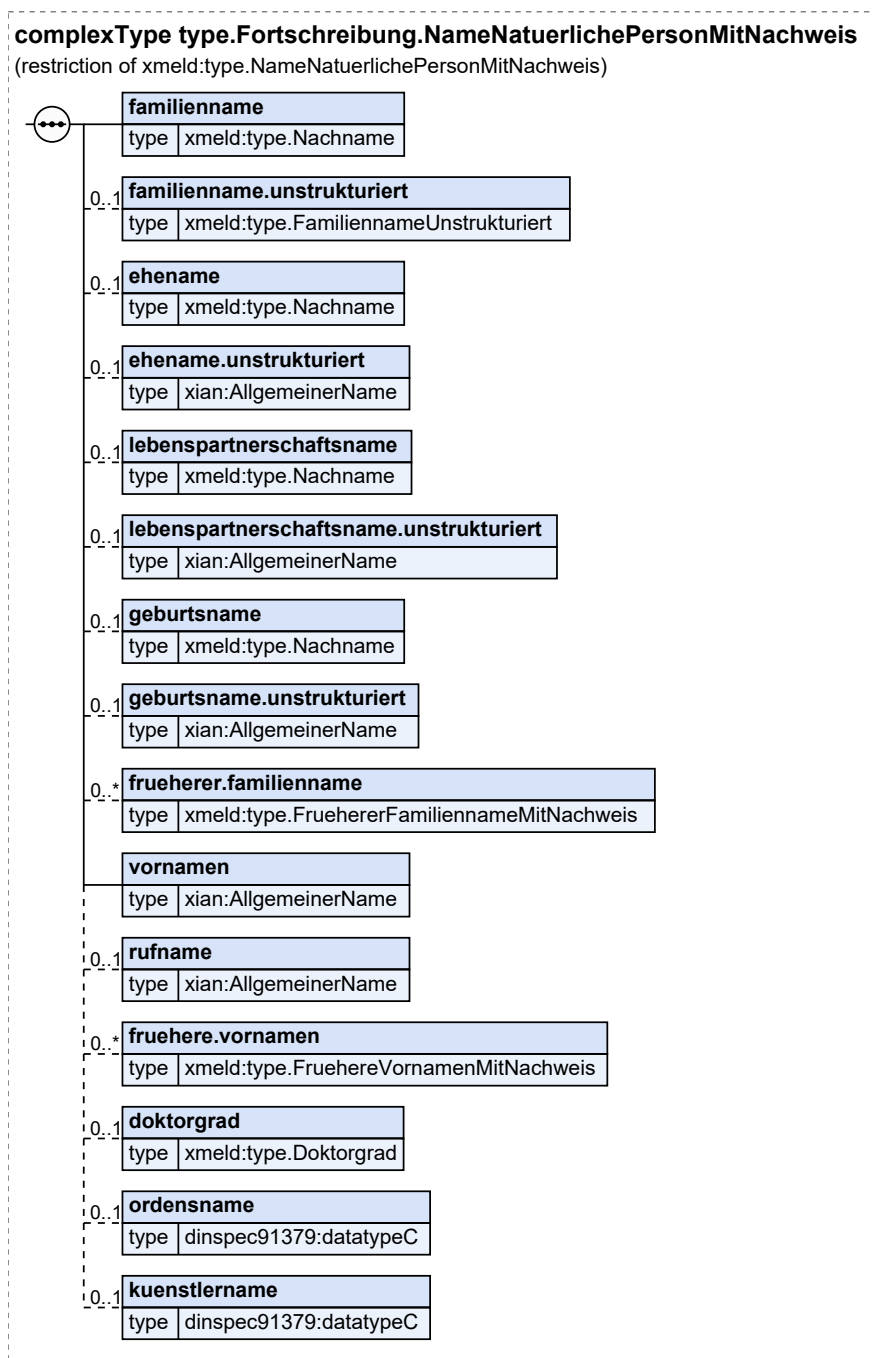 complexType type.Fortschreibung.NameNatuerlichePersonMitNachweis
(restriction of xmeld:type.NameNatuerlichePersonMitNachweis)
familienname
type xmeld:type.Nachname
0..1 familienname.unstrukturiert
type xmeld:type.FamiliennameUnstrukturiert
0..1 ehename
type xmeld:type.Nachname
0..1 ehename.unstrukturiert
type xian:AllgemeinerName
0..1 lebenspartnerschaftsname
type xmeld:type.Nachname
0..1 lebenspartnerschaftsname.unstrukturiert
type xian:AllgemeinerName
0..1 geburtsname
type xmeld:type.Nachname
0..1 geburtsname.unstrukturiert
type xian:AllgemeinerName
0..* frueherer.familienname
type xmeld:type.FruehererFamiliennameMitNachweis
vornamen
type xian:AllgemeinerName
0..1 rufname
type xian:AllgemeinerName
0..* fruehere.vornamen
type xmeld:type.FruehereVornamenMitNachweis
0..1 doktorgrad
type xmeld:type.Doktorgrad
0..1 ordensname
type dinspec91379:datatypeC
0..1 kuenstlername
type dinspec91379:datatypeC